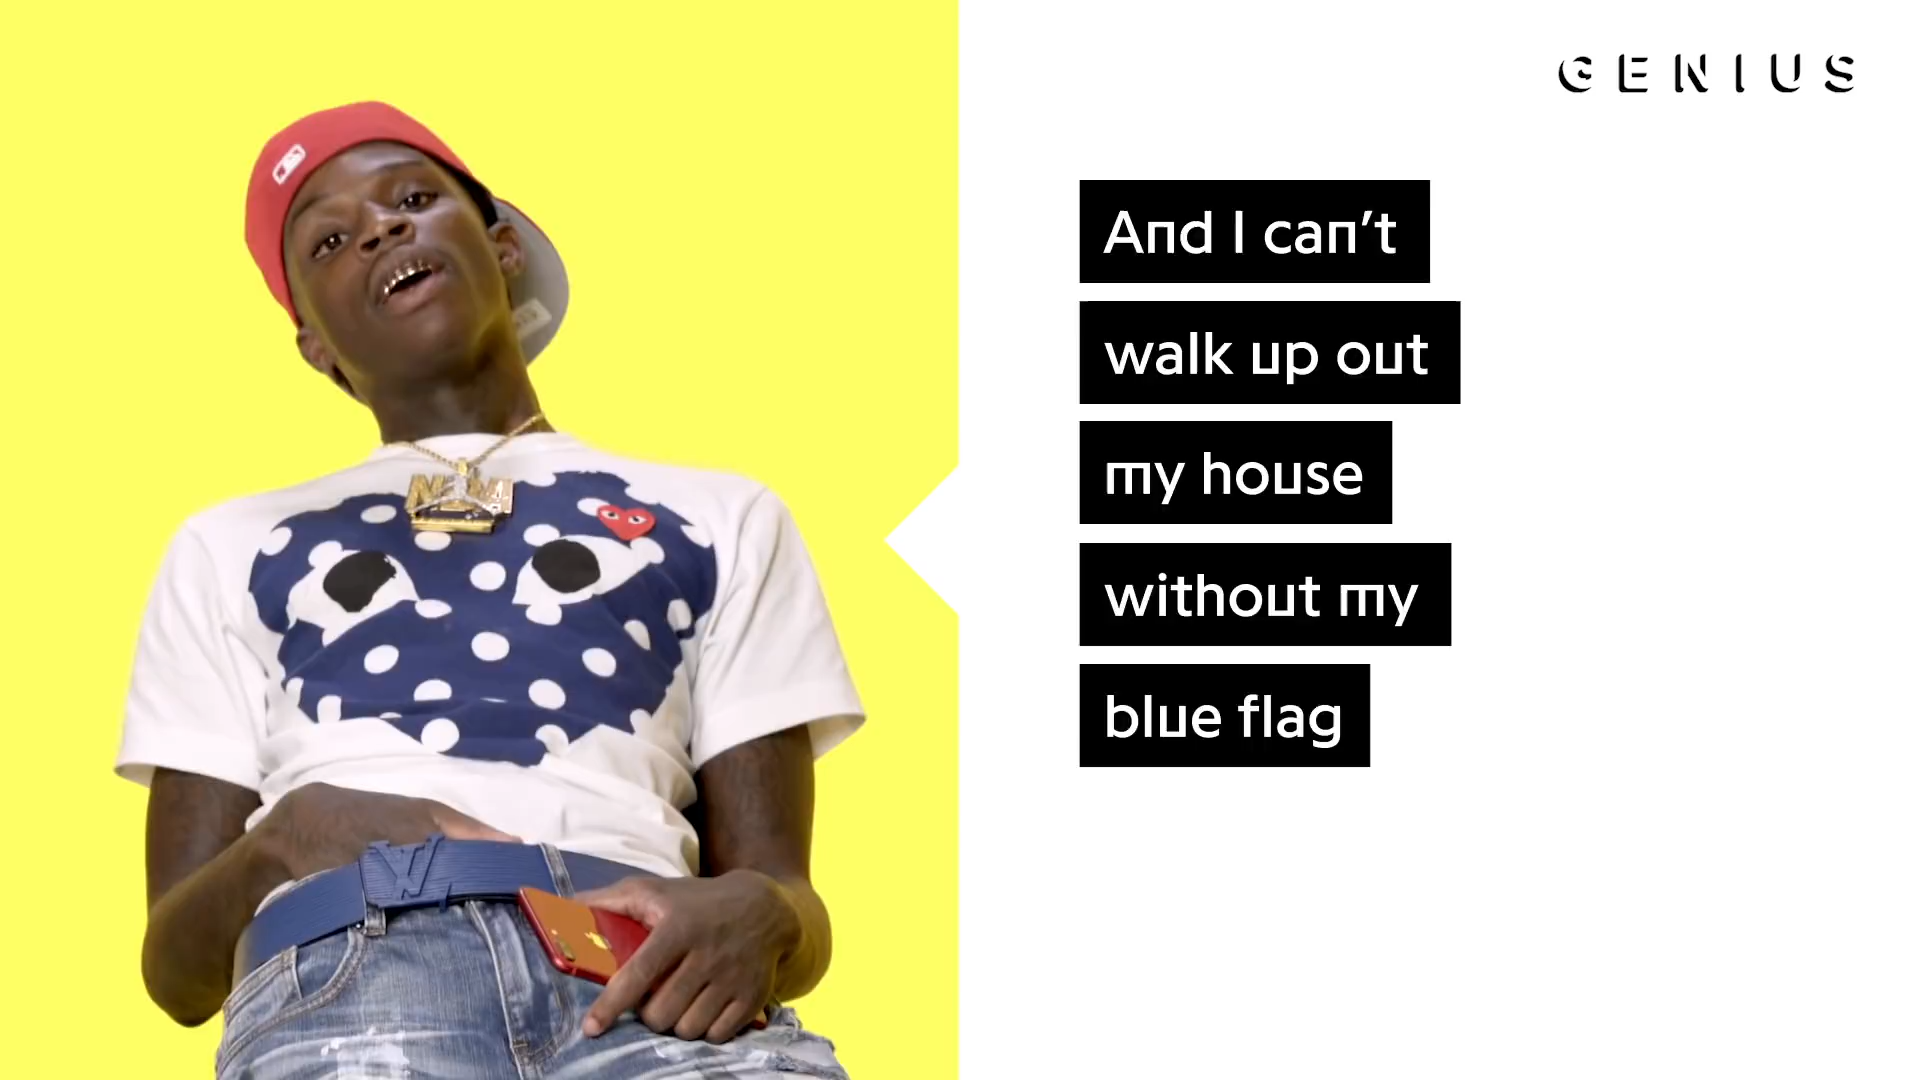 GENIUS
And I can't
walk up out
my house
without my
blue flag